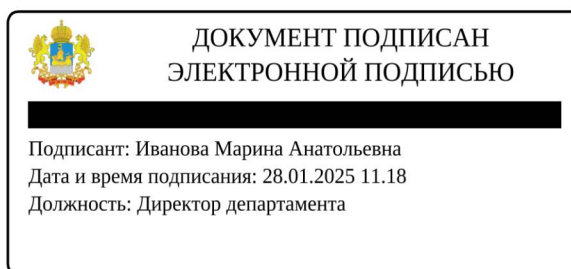 ДОКУМЕНТ ПОДПИСАН
ЭЛЕКТРОННОЙ ПОДПИСЬЮ
Подписант: Иванова Марина Анатольевна
Дата и время подписания: 28.01.2025 11.18
Должность: Директор департамента